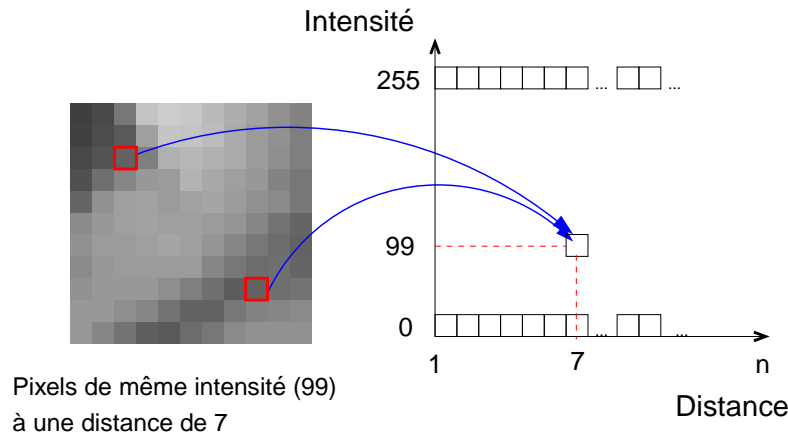 Intensité
255
... ...
99
0
... ...
1 7 n
Distance
Pixels de même intensité (99)
à une distance de 7